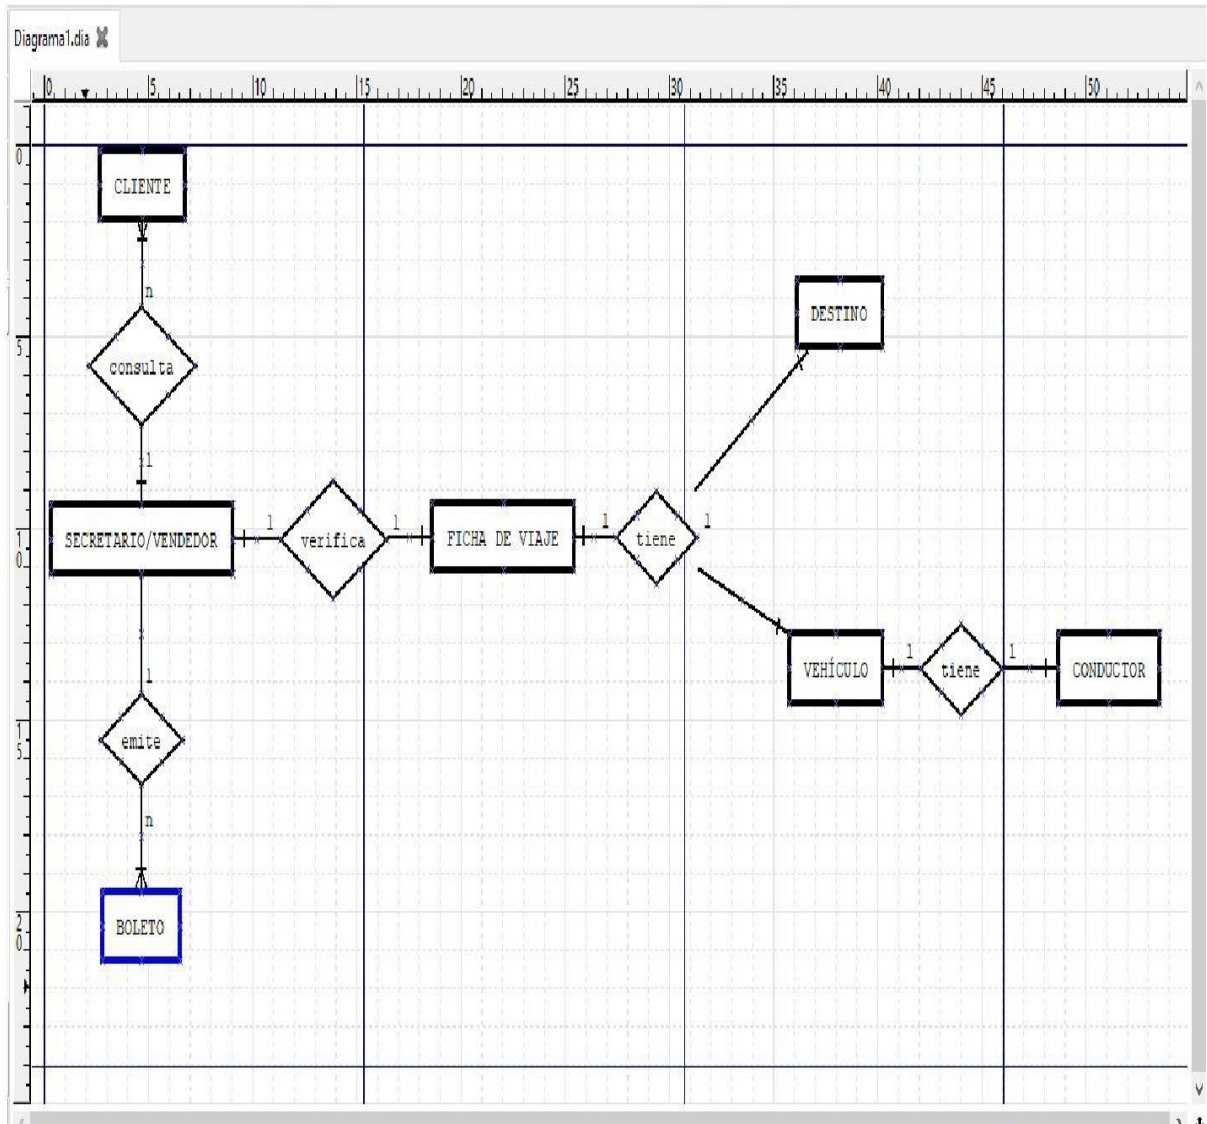 Diagrama1.dia
0 5 10 15 20 25 30 35 40 45 50
0
5
10
15
20
CLIENTE
n
consulta
1
DESTINO
SECRETARIO/VENDEDOR
1
verifica
1
FICHA DE VIAJE
1
tiene
1
VEHÍCULO
1
tiene
1
CONDUCTOR
1
emite
n
BOLETO